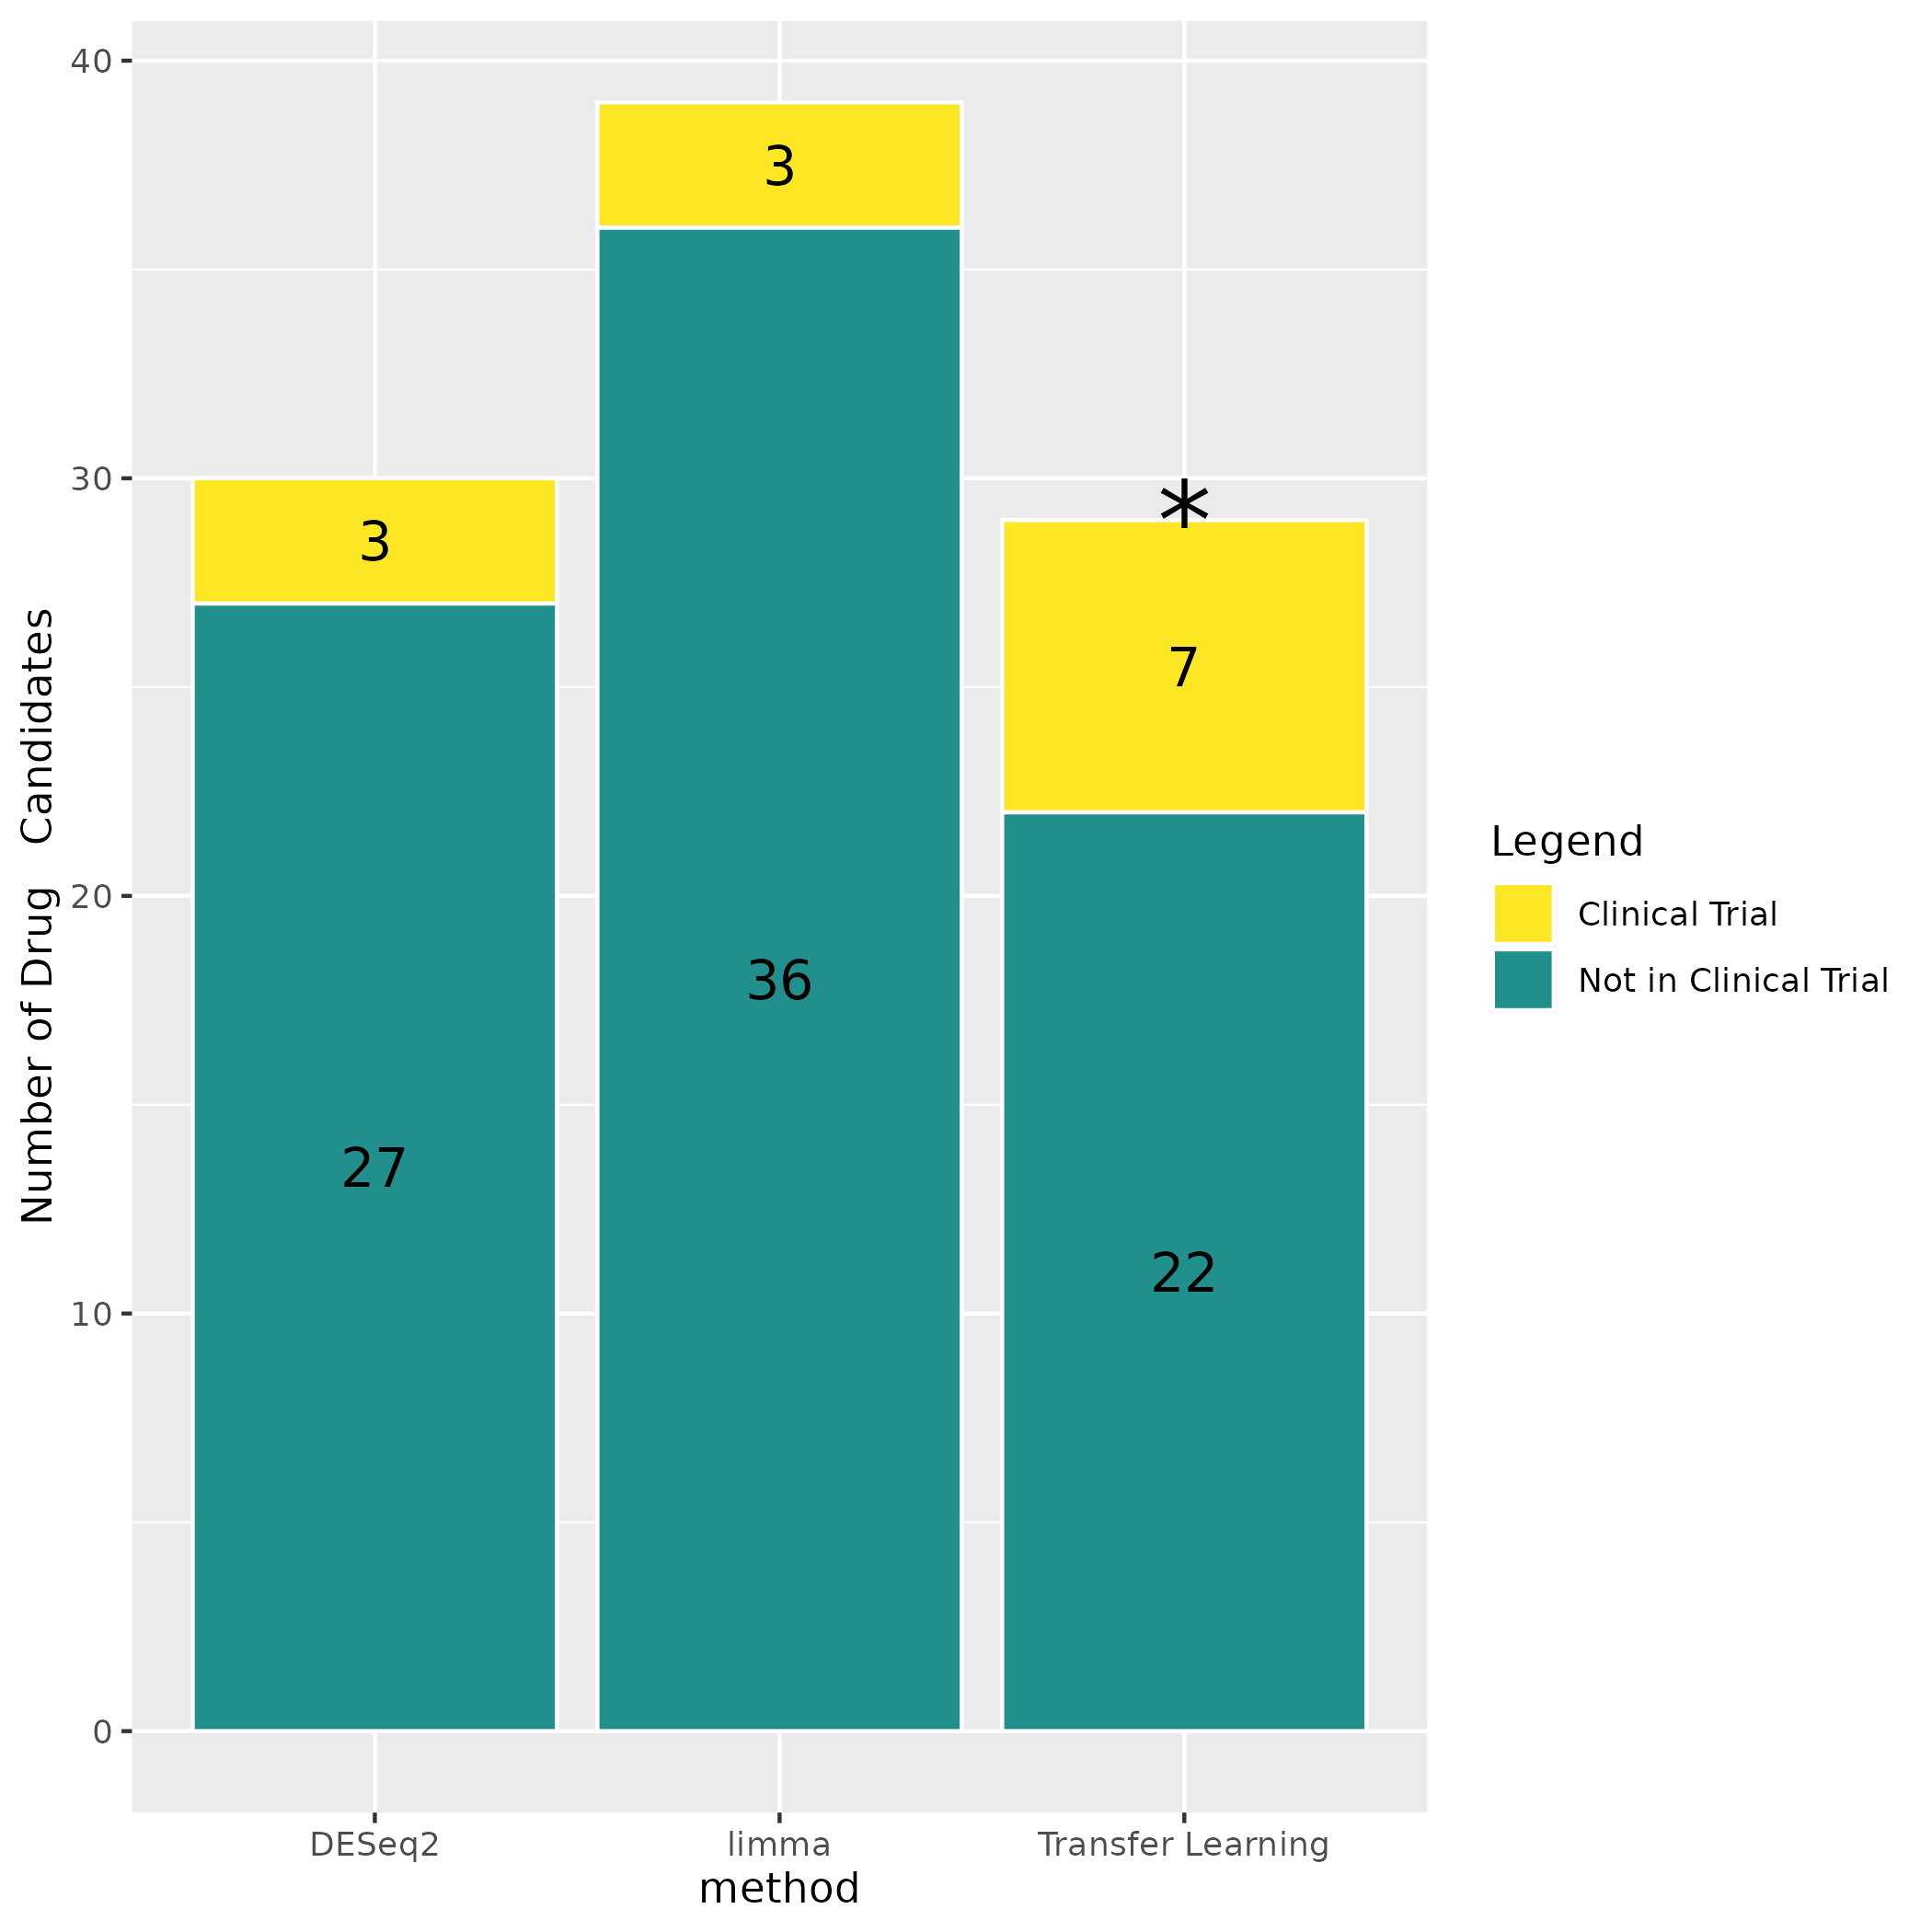 Number of Drug  Candidates
40
30
20
10
0
3
27
3
36
*
7
22
DESeq2
limma
Transfer Learning
method
Legend
Clinical Trial
Not in Clinical Trial